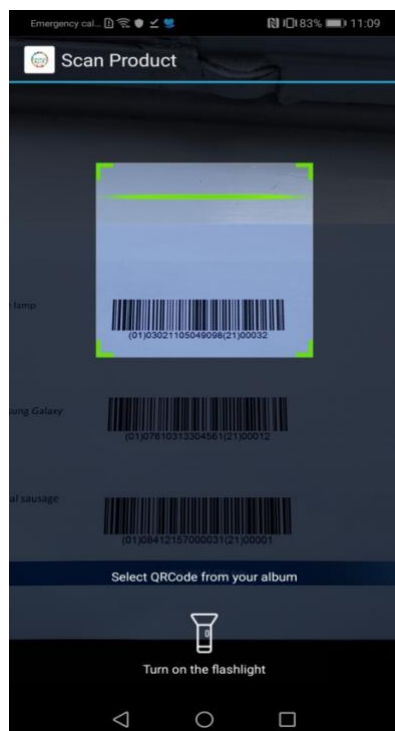 Emergency cal... 83% 11:09
Scan Product
lamp
(01)03021105049098(21)00032
ung Galaxy
(01)07610313304561(21)00012
al sausage
(01)08412157000031(21)00001
Select QRCode from your album
Turn on the flashlight